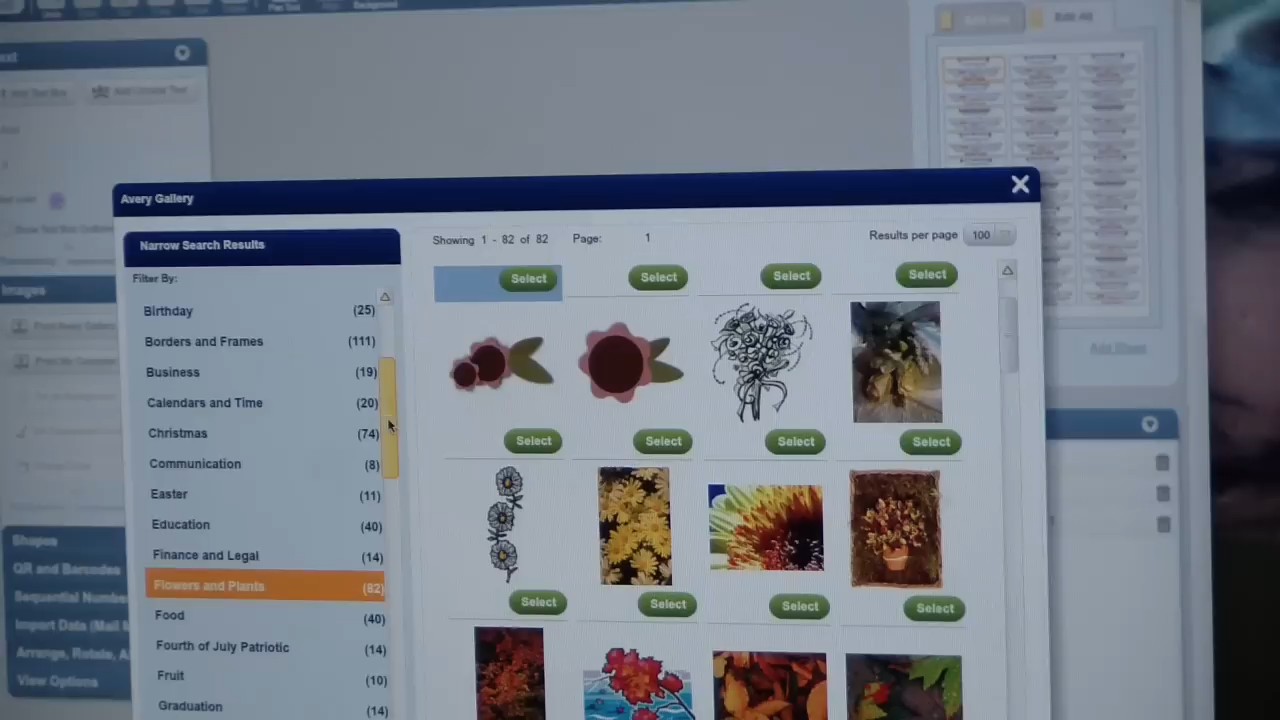 Edit All
Add Sheet
Images
Shapes
QR and Barcodes
View Options
Avery Gallery
Narrow Search Results
Filter By:
Birthday (25)
Borders and Frames (111)
Business (19)
Calendars and Time (20)
Christmas (74)
Communication (8)
Easter (11)
Education (40)
Finance and Legal (14)
Flowers and Plants (82)
Food (40)
Fourth of July Patriotic (14)
Fruit (10)
Graduation (14)
Showing 1 - 82 of 82 Page: 1 Results per page 100
Select Select Select Select
Select Select Select Select
Select Select Select Select